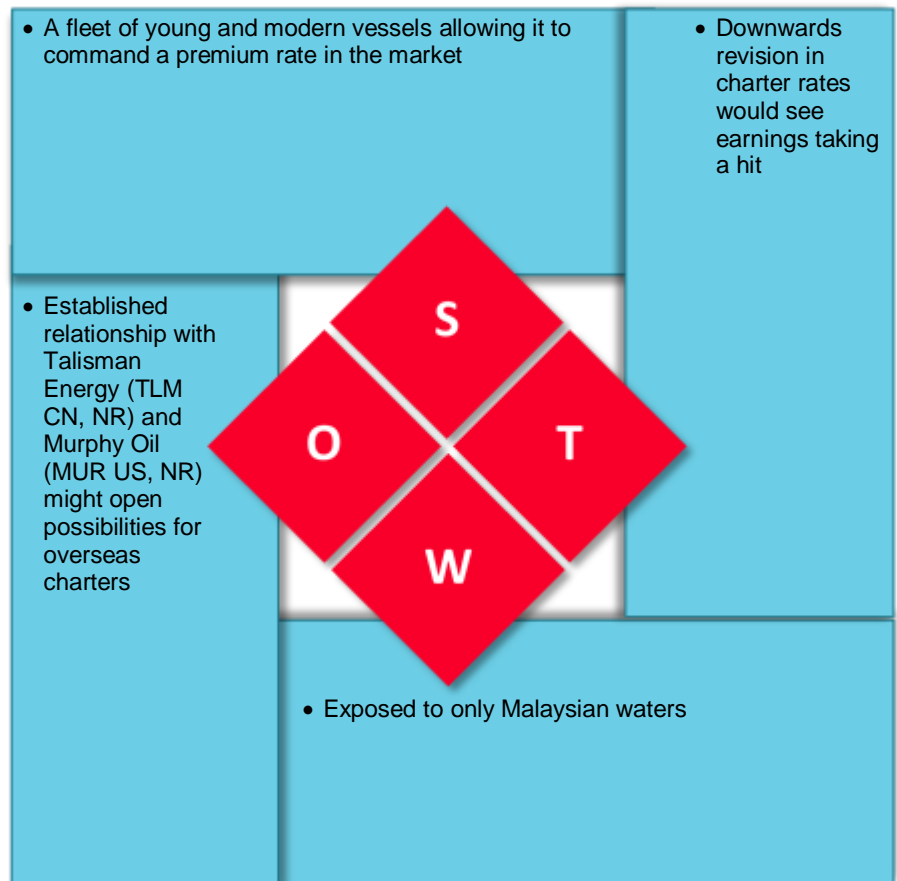 • A fleet of young and modern vessels allowing it to
command a premium rate in the market
• Downwards
revision in
charter rates
would see
earnings taking
a hit
• Established
relationship with
Talisman
Energy (TLM
CN, NR) and
Murphy Oil
(MUR US, NR)
might open
possibilities for
overseas
charters
S
O
T
W
• Exposed to only Malaysian waters